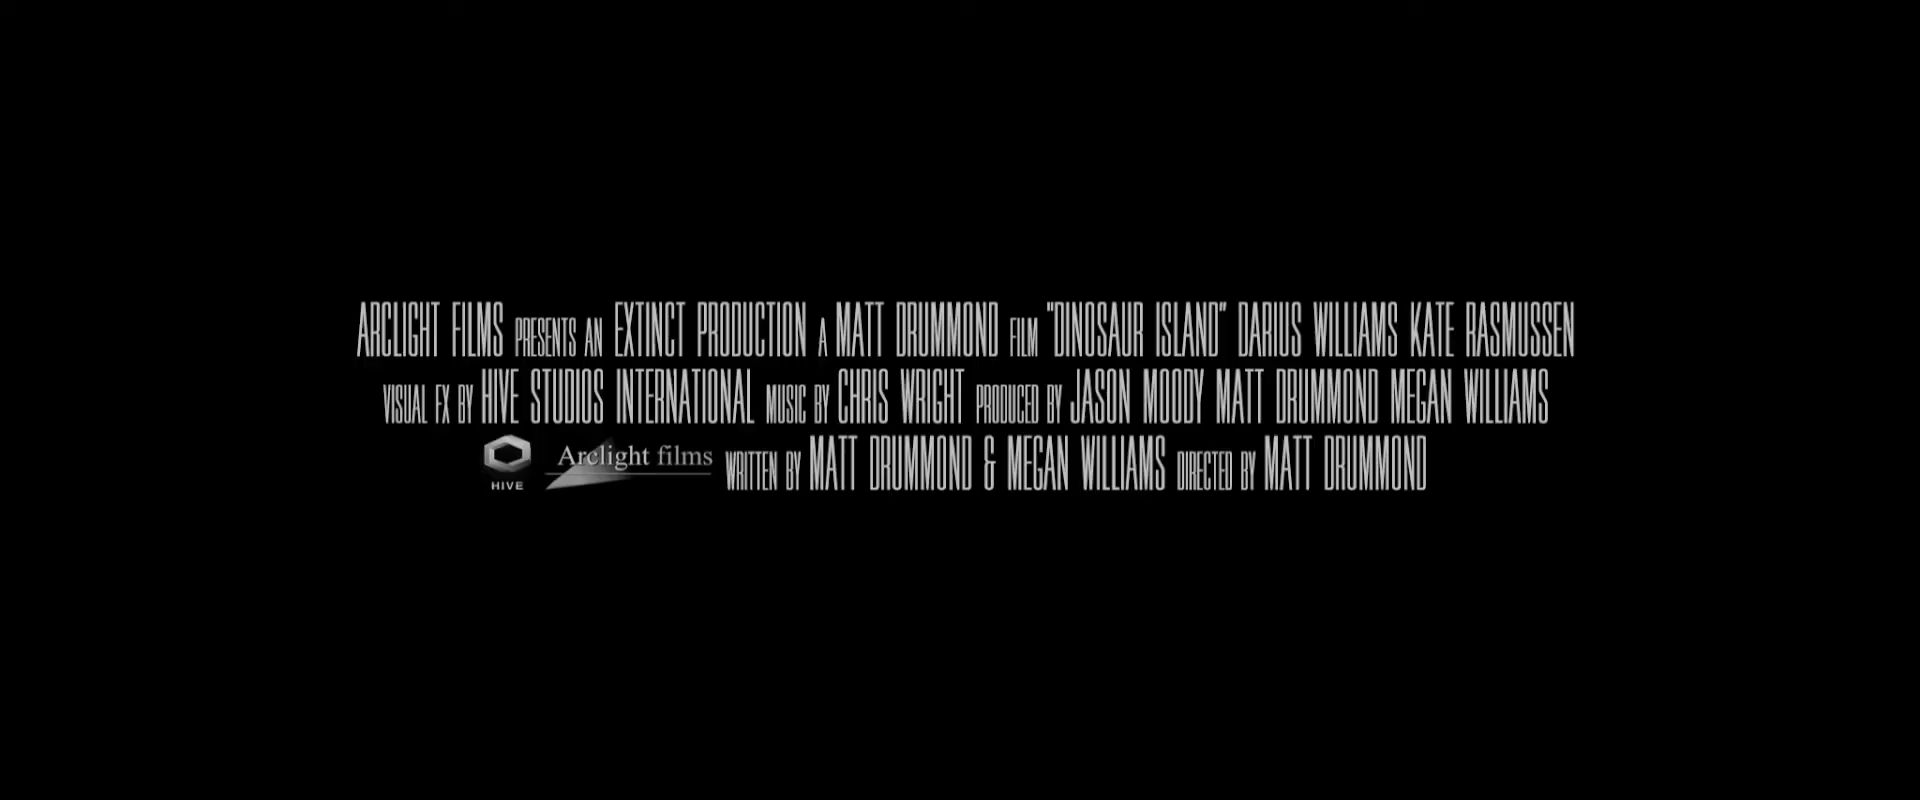 ARCLIGHT FILMS PRESENTS AN EXTINCT PRODUCTION A MATT DRUMMOND FILM "DINOSAUR ISLAND" DARIUS WILLIAMS KATE RASMUSSEN
VISUAL FX BY HIVE STUDIOS INTERNATIONAL MUSIC BY CHRIS WRIGHT PRODUCED BY JASON MOODY MATT DRUMMOND MEGAN WILLIAMS
HIVE Arclight films WRITTEN BY MATT DRUMMOND & MEGAN WILLIAMS DIRECTED BY MATT DRUMMOND